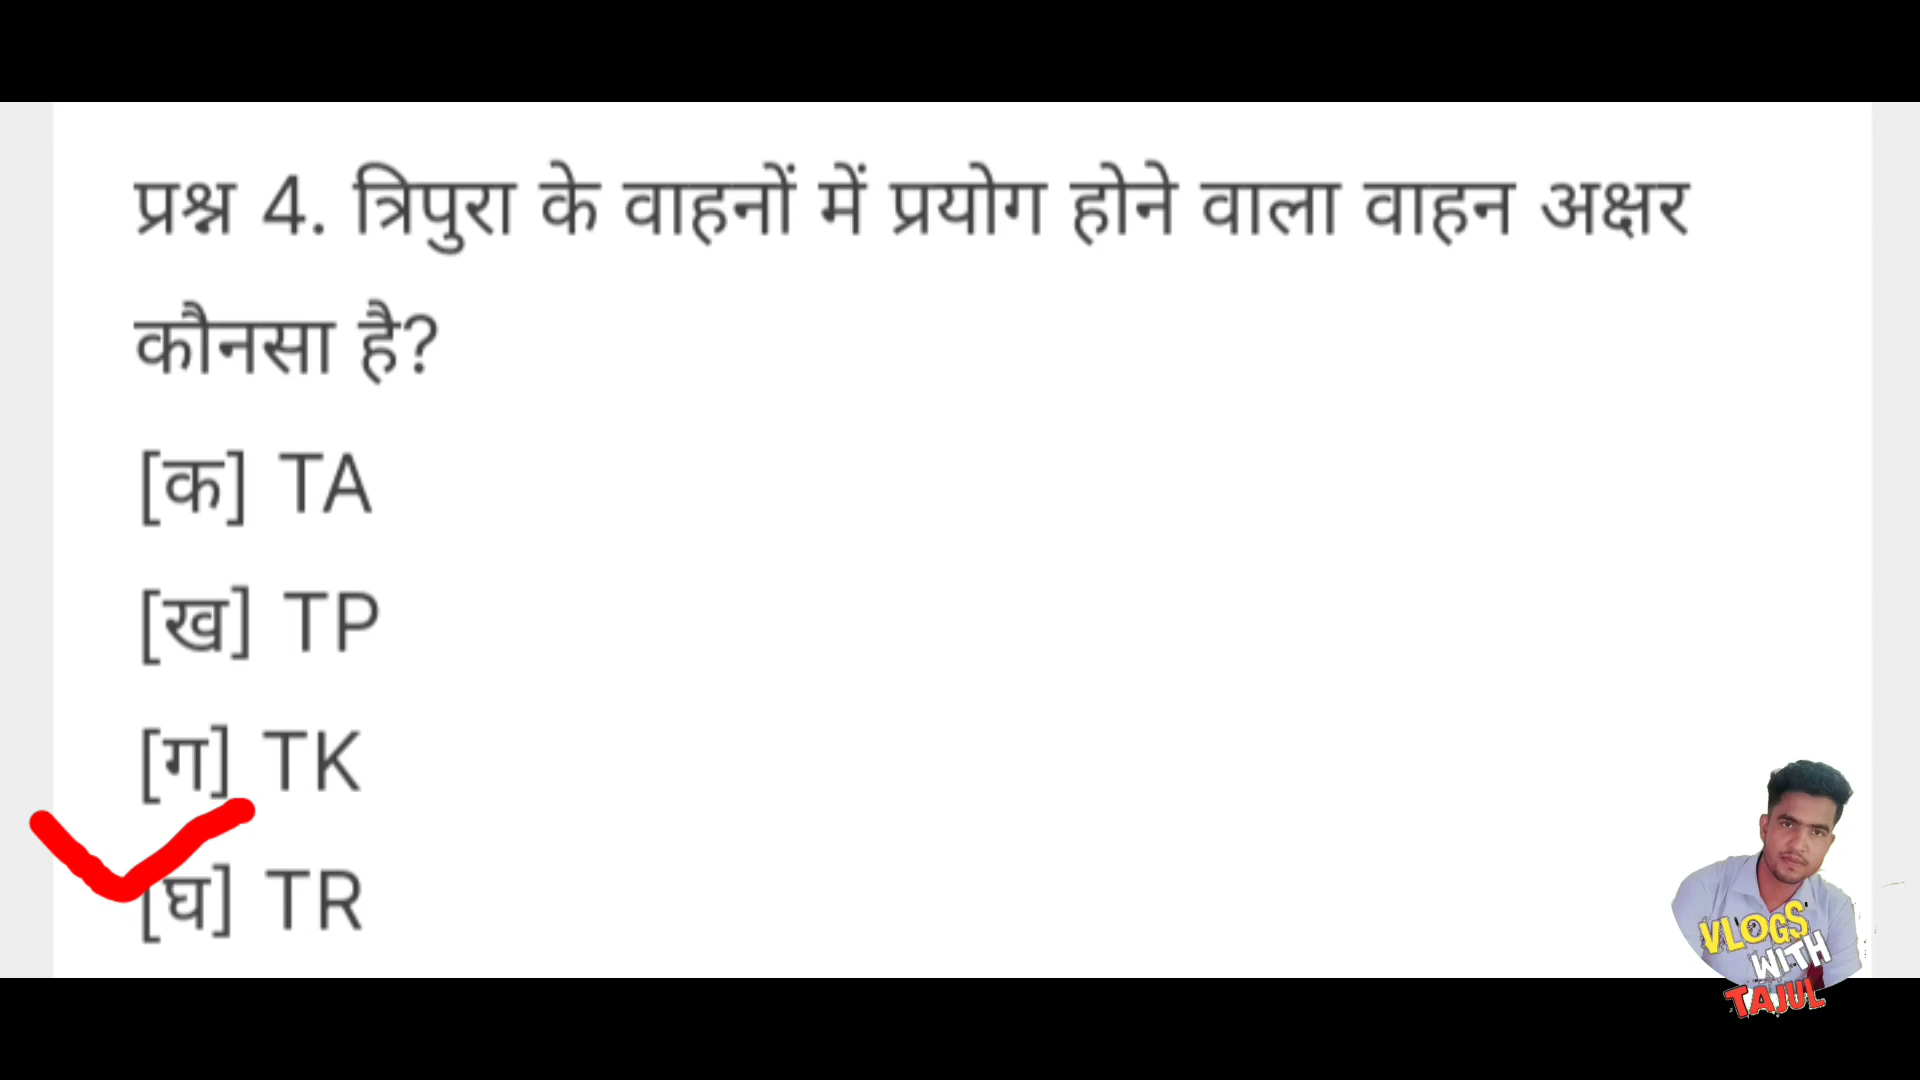 प्रश्न 4. त्रिपुरा के वाहनों में प्रयोग होने वाला वाहन अक्षर
कौनसा है?
[क] TA
[ख] TP
[ग] TK
[घ] TR
VLOGS
WITH
TAJUL